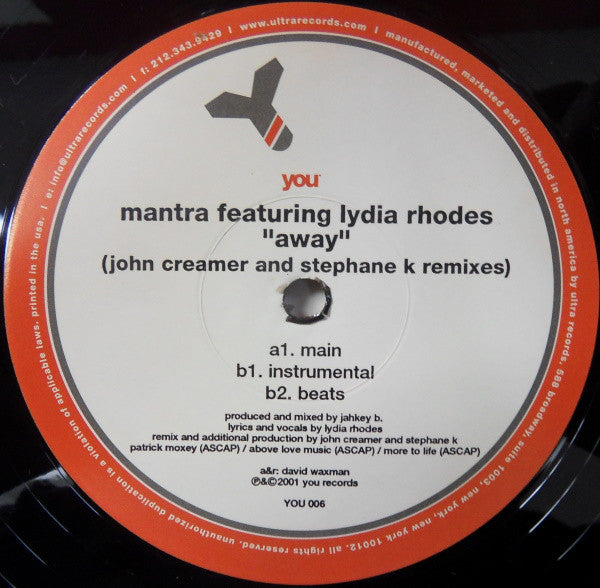 you
mantra featuring lydia rhodes
"away"
(john creamer and stephane k remixes)
a1. main
b1. instrumental
b2. beats
produced and mixed by jahkey b.
lyrics and vocals by lydia rhodes
remix and additional production by john creamer and stephane k
patrick moxey (ASCAP) / above love music (ASCAP) / more to life (ASCAP)
a&r: david waxman
℗&©2001 you records
YOU 006
manufactured, marketed and distributed in north america by ultra records, 588 broadway, suite 1003, new york, new york 10012. all rights reserved. unauthorized duplication is a violation of applicable laws. printed in the usa. I e: info@ultrarecords.com I f: 212.343.9429 I www.ultrarecords.com I